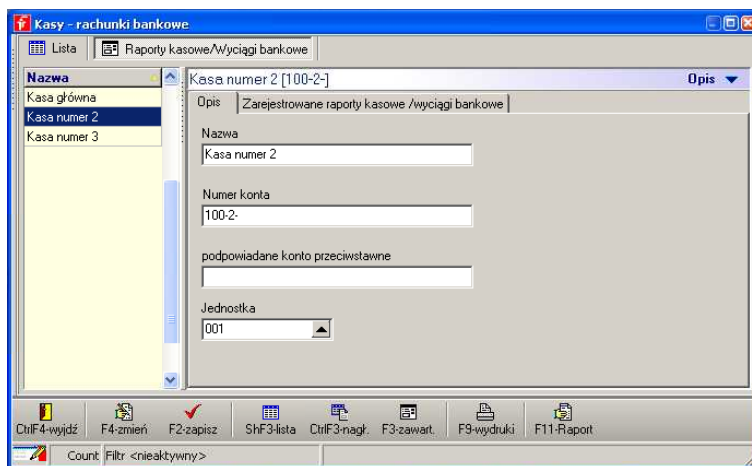 Kasy - rachunki bankowe
Lista Raporty kasowe/Wyciągi bankowe
Nazwa
Kasa główna
Kasa numer 2
Kasa numer 3
Kasa numer 2 [100-2-] Opis
Opis Zarejestrowane raporty kasowe /wyciągi bankowe
Nazwa
Kasa numer 2
Numer konta
100-2-
podpowiadane konto przeciwstawne
Jednostka
001
CtrlF4-wyjdź F4-zmień F2-zapisz ShF3-lista CtrlF3-nagł. F3-zawart. F9-wydruki F11-Raport
Count Filtr <nieaktywny>